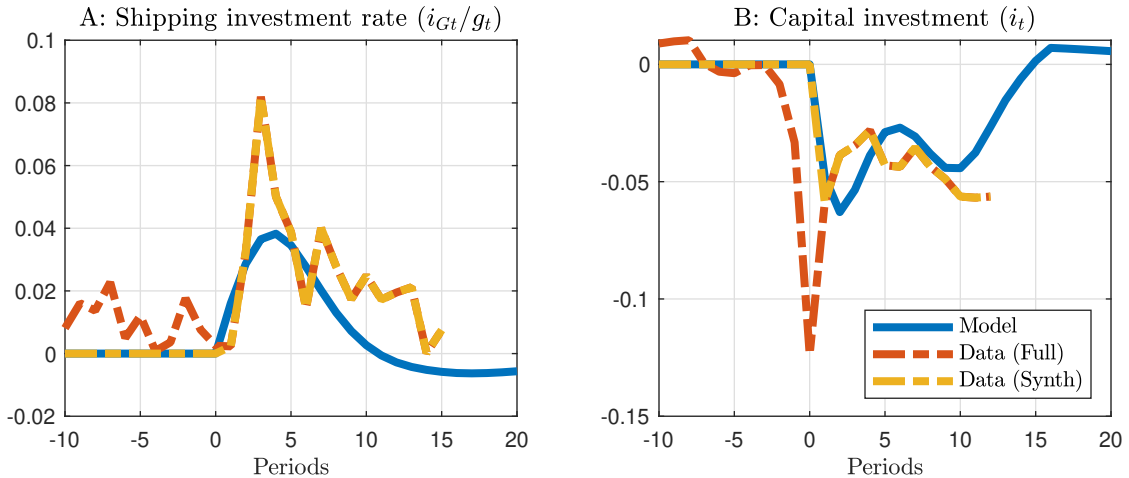 A: Shipping investment rate (i_{Gt}/g_t)
0.1
0.08
0.06
0.04
0.02
0
-0.02
-10 -5 0 5 10 15 20
Periods
B: Capital investment (i_t)
0
-0.05
-0.1
-0.15
Model
Data (Full)
Data (Synth)
-10 -5 0 5 10 15 20
Periods